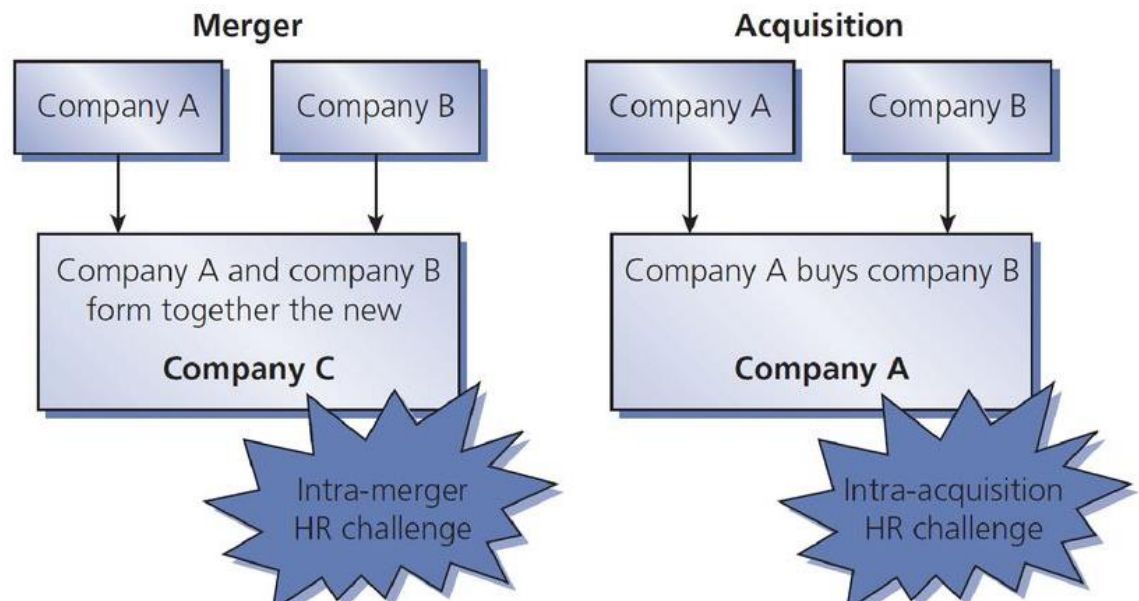 Merger
Company A
Company B
Company A and company B
form together the new
Company C
Intra-merger
HR challenge
Acquisition
Company A
Company B
Company A buys company B
Company A
Intra-acquisition
HR challenge